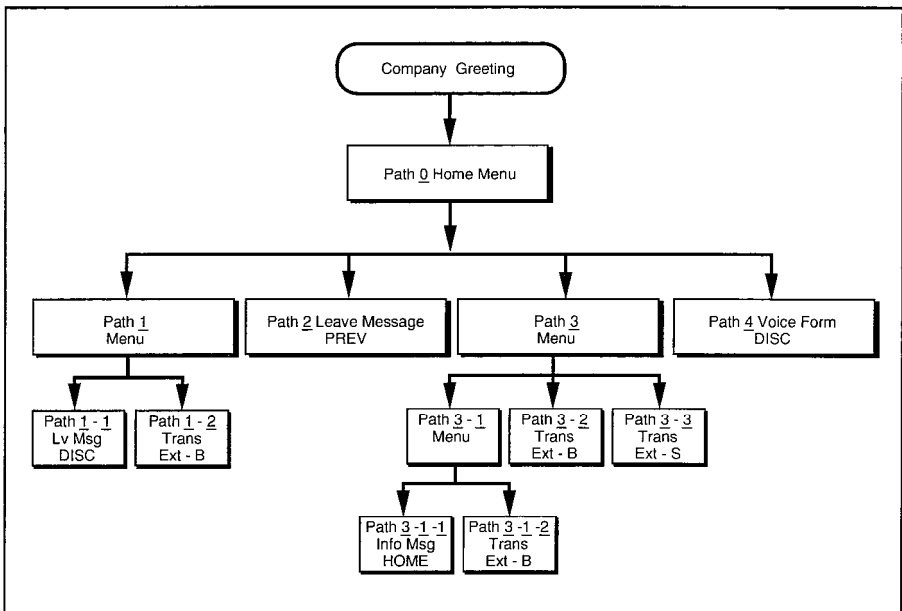 Company Greeting
Path 0 Home Menu
Path 1
Menu
Path 2 Leave Message
PREV
Path 3
Menu
Path 4 Voice Form
DISC
Path 1 - 1
Lv Msg
DISC
Path 1 - 2
Trans
Ext - B
Path 3 - 1
Menu
Path 3 - 2
Trans
Ext - B
Path 3 - 3
Trans
Ext - S
Path 3 -1 -1
Info Msg
HOME
Path 3 -1 -2
Trans
Ext - B